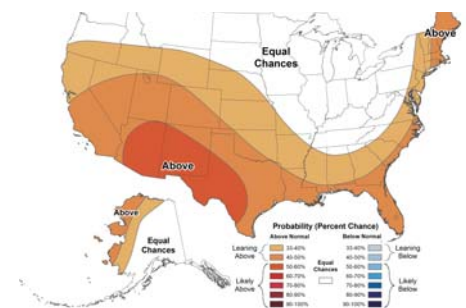 Above
Equal
Chances
Above
Above
Equal
Chances
Probability (Percent Chance)
Above Normal
Below Normal
Leaning
Above
33-40%
40-50%
50-60%
Likely
Above
60-70%
70-80%
80-90%
90-100%
Equal
Chances
33-40%
40-50%
50-60%
Leaning
Below
60-70%
70-80%
80-90%
90-100%
Likely
Below